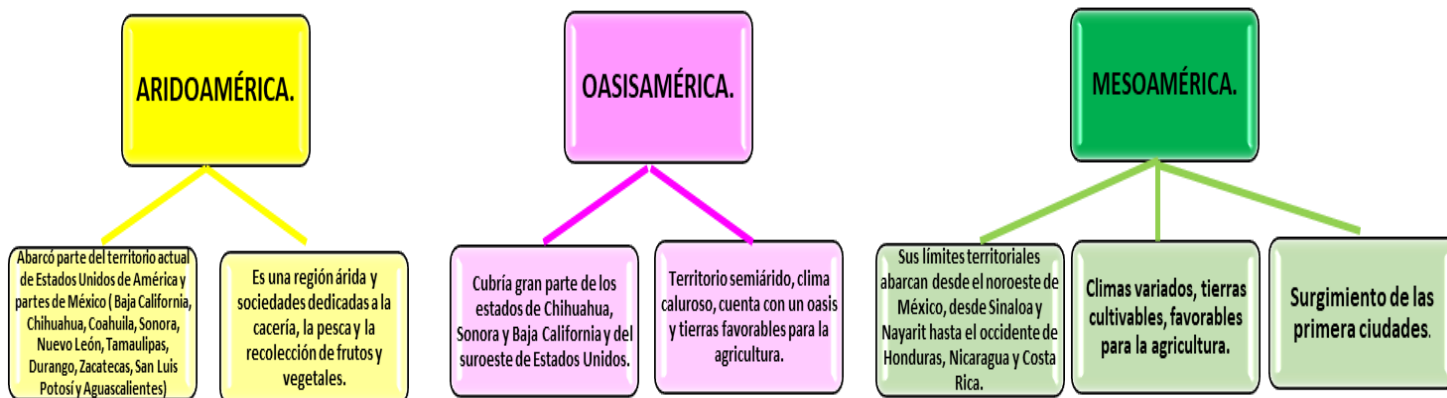 ARIDOAMÉRICA.
Abarcó parte del territorio actual
de Estados Unidos de América y
partes de México ( Baja California,
Chihuahua, Coahuila, Sonora,
Nuevo León, Tamaulipas,
Durango, Zacatecas, San Luis
Potosí y Aguascalientes)
Es una región árida y
sociedades dedicadas a la
cacería, la pesca y la
recolección de frutos y
vegetales.
OASISAMÉRICA.
Cubría gran parte de los
estados de Chihuahua,
Sonora y Baja California y del
suroeste de Estados Unidos.
Territorio semiárido, clima
caluroso, cuenta con un oasis
y tierras favorables para la
agricultura.
MESOAMÉRICA.
Sus límites territoriales
abarcan desde el noroeste de
México, desde Sinaloa y
Nayarit hasta el occidente de
Honduras, Nicaragua y Costa
Rica.
Climas variados, tierras
cultivables, favorables
para la agricultura.
Surgimiento de las
primera ciudades.